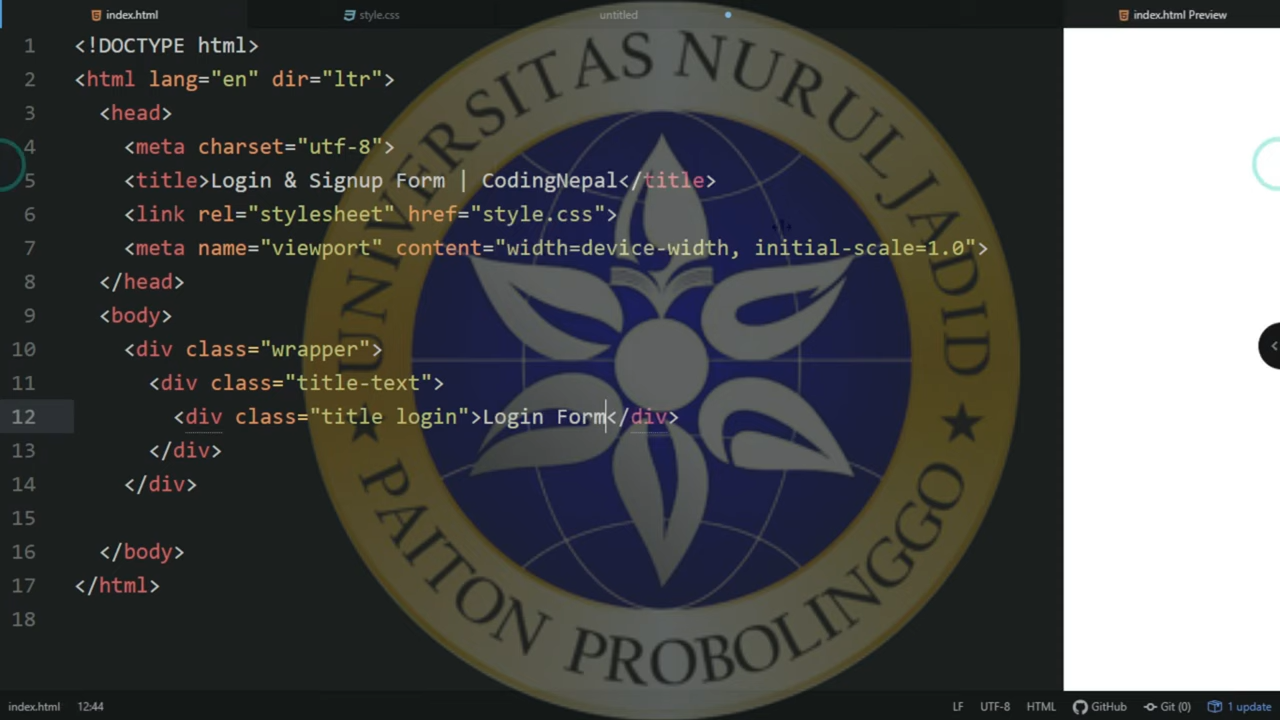 index.html
style.css
untitled
index.html Preview
1 <!DOCTYPE html>
2 <html lang="en" dir="ltr">
3 <head>
4 <meta charset="utf-8">
5 <title>Login & Signup Form | CodingNepal</title>
6 <link rel="stylesheet" href="style.css">
7 <meta name="viewport" content="width=device-width, initial-scale=1.0">
8 </head>
9 <body>
10 <div class="wrapper">
11 <div class="title-text">
12 <div class="title login">Login Form</div>
13 </div>
14 </div>
15
16 </body>
17 </html>
18
UNIVERSITAS NURUL JADID
PAITON PROBOLINGGO
index.html 12:44 LF UTF-8 HTML GitHub Git (0) 1 update